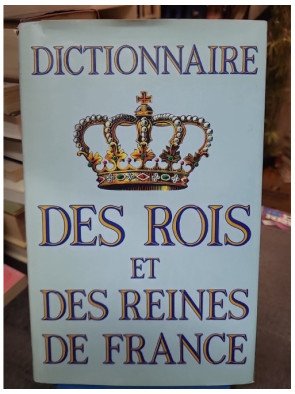 DICTIONNAIRE
DES ROIS
ET
DES REINES
DE FRANCE